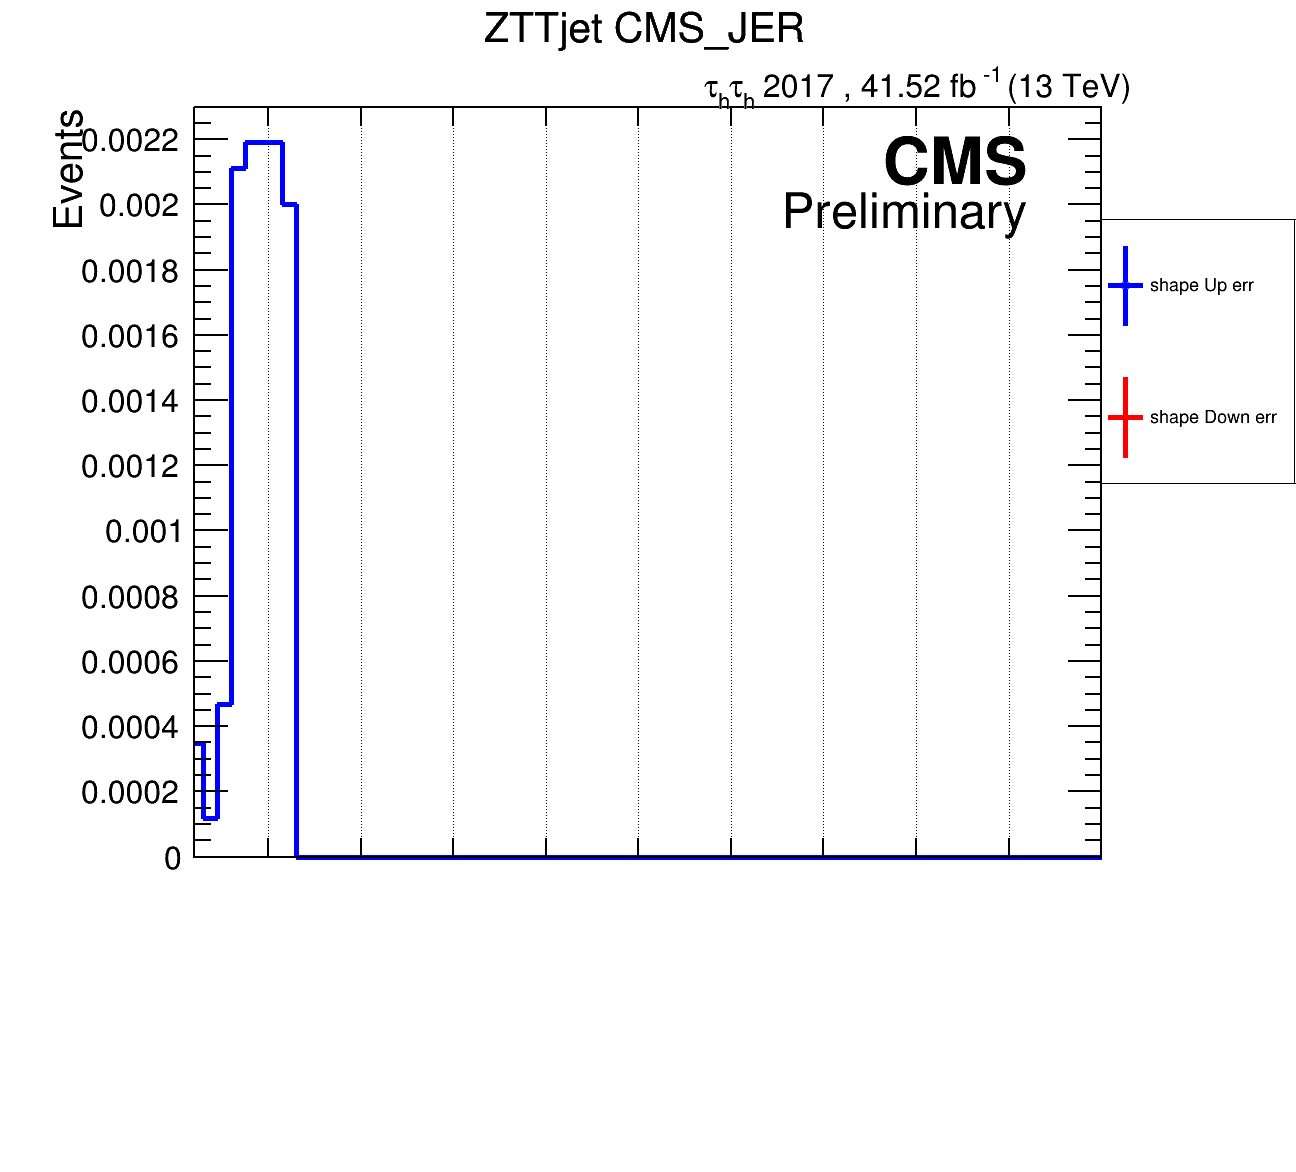 ZTTjet CMS_JER
τhτh 2017 , 41.52 fb-1 (13 TeV)
Events
CMS
Preliminary
0.0022
0.002
0.0018
0.0016
0.0014
0.0012
0.001
0.0008
0.0006
0.0004
0.0002
0
shape Up err
shape Down err